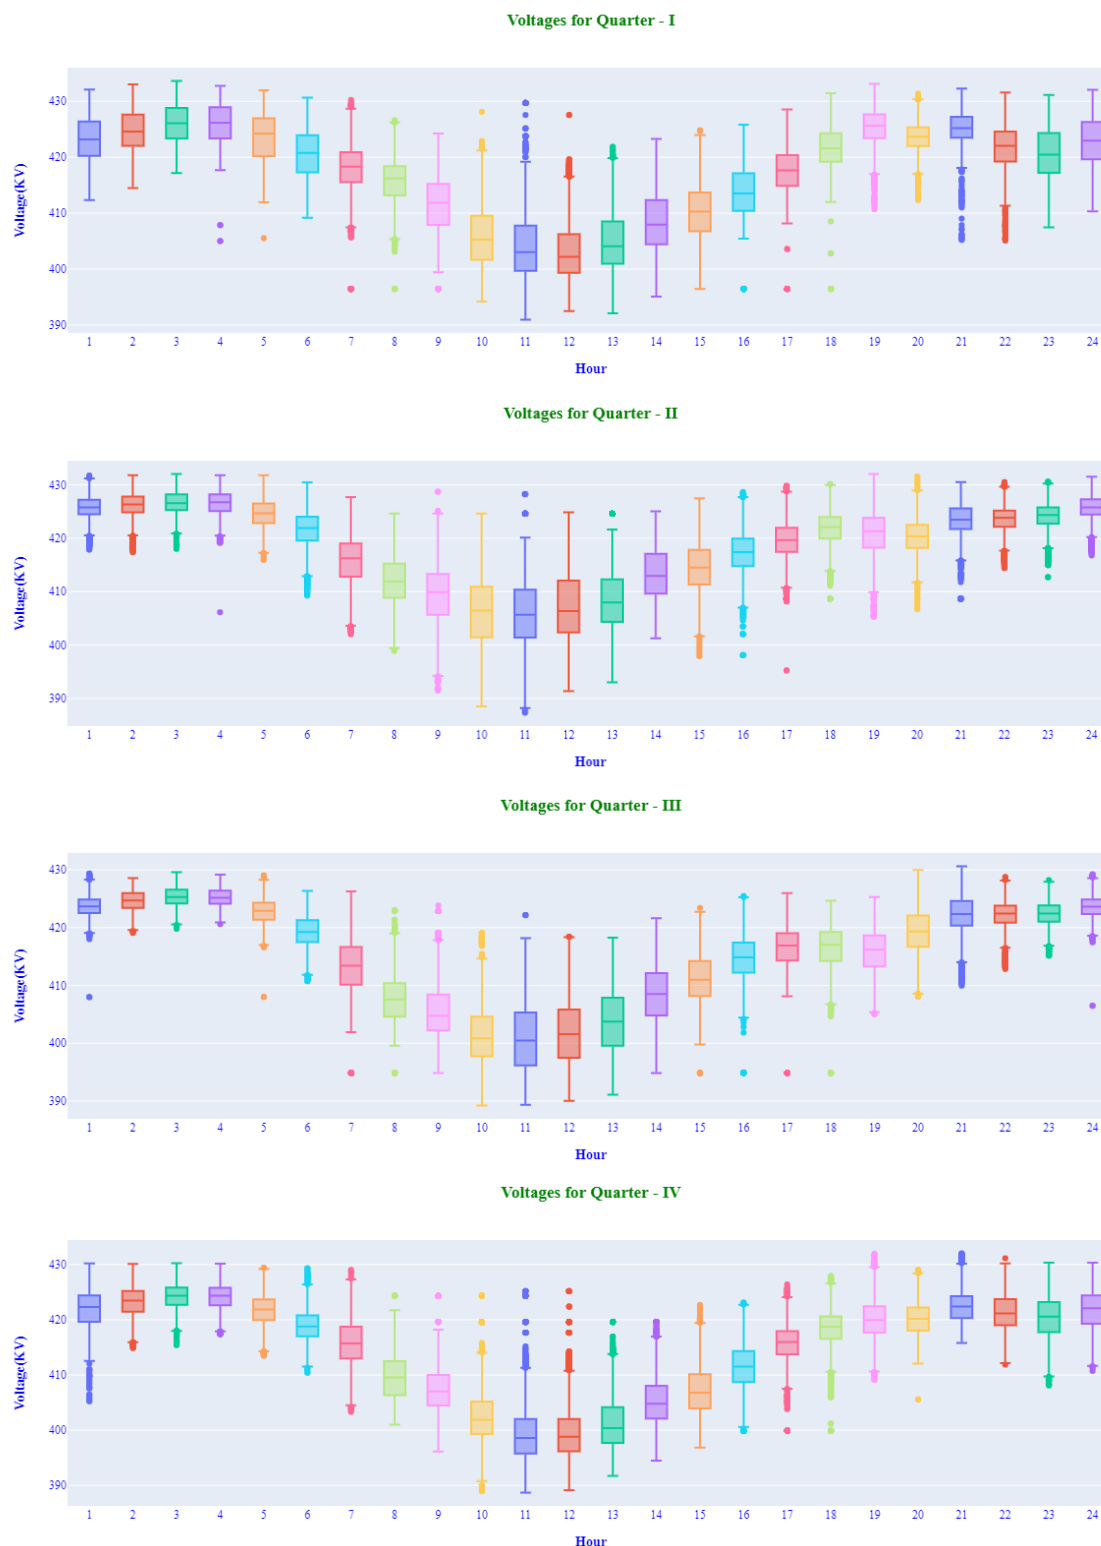 Voltages for Quarter - I
Voltage(KV)
430
420
410
400
390
1 2 3 4 5 6 7 8 9 10 11 12 13 14 15 16 17 18 19 20 21 22 23 24
Hour
Voltages for Quarter - II
Voltage(KV)
430
420
410
400
390
1 2 3 4 5 6 7 8 9 10 11 12 13 14 15 16 17 18 19 20 21 22 23 24
Hour
Voltages for Quarter - III
Voltage(KV)
430
420
410
400
390
1 2 3 4 5 6 7 8 9 10 11 12 13 14 15 16 17 18 19 20 21 22 23 24
Hour
Voltages for Quarter - IV
Voltage(KV)
430
420
410
400
390
1 2 3 4 5 6 7 8 9 10 11 12 13 14 15 16 17 18 19 20 21 22 23 24
Hour